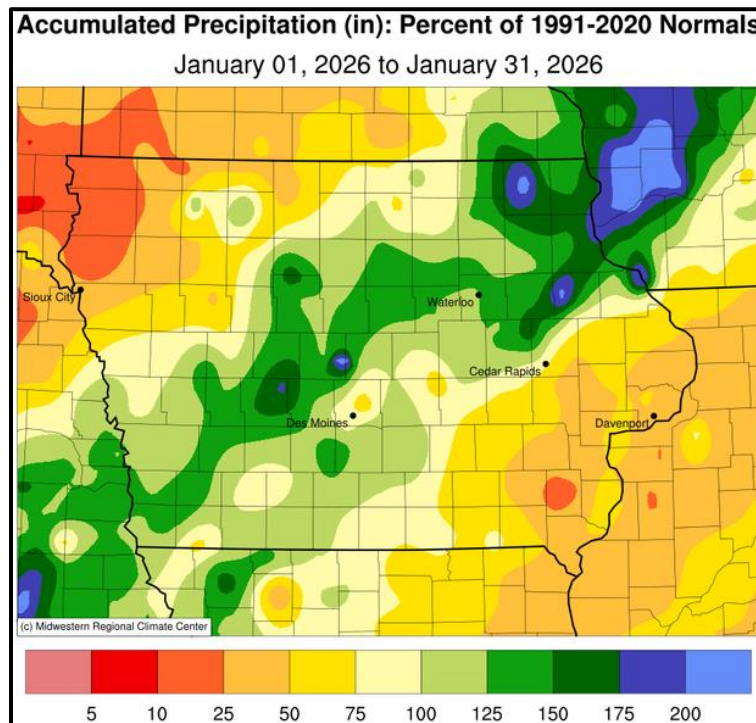 Accumulated Precipitation (in): Percent of 1991-2020 Normals
January 01, 2026 to January 31, 2026
Sioux City
Waterloo
Cedar Rapids
Des Moines
Davenport
(c) Midwestern Regional Climate Center
5 10 25 50 75 100 125 150 175 200